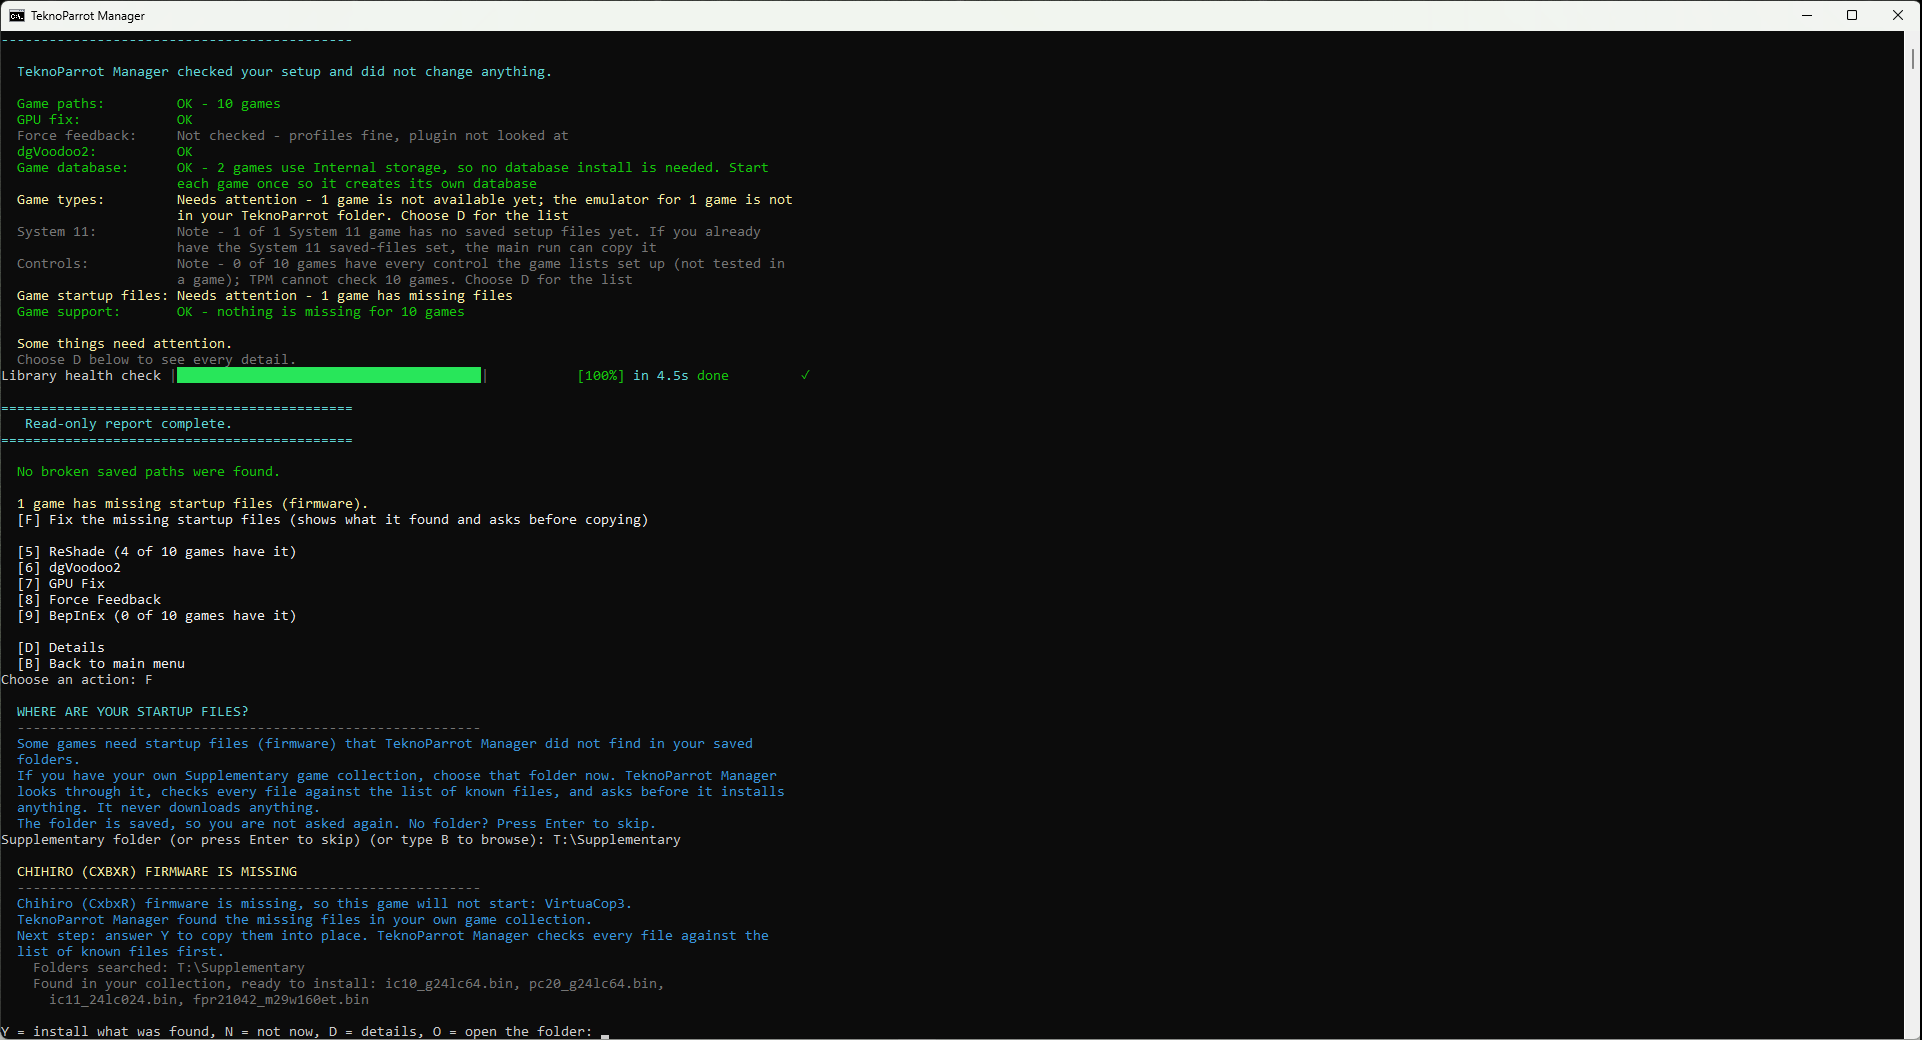 TeknoParrot Manager
--------------------------------------------
TeknoParrot Manager checked your setup and did not change anything.
Game paths: OK - 10 games
GPU fix: OK
Force feedback: Not checked - profiles fine, plugin not looked at
dgVoodoo2: OK
Game database: OK - 2 games use Internal storage, so no database install is needed. Start
each game once so it creates its own database
Game types: Needs attention - 1 game is not available yet; the emulator for 1 game is not
in your TeknoParrot folder. Choose D for the list
System 11: Note - 1 of 1 System 11 game has no saved setup files yet. If you already
have the System 11 saved-files set, the main run can copy it
Controls: Note - 0 of 10 games have every control the game lists set up (not tested in
a game); TPM cannot check 10 games. Choose D for the list
Game startup files: Needs attention - 1 game has missing files
Game support: OK - nothing is missing for 10 games
Some things need attention.
Choose D below to see every detail.
Library health check | | [100%] in 4.5s done ✓
============================================
Read-only report complete.
============================================
No broken saved paths were found.
1 game has missing startup files (firmware).
[F] Fix the missing startup files (shows what it found and asks before copying)
[5] ReShade (4 of 10 games have it)
[6] dgVoodoo2
[7] GPU Fix
[8] Force Feedback
[9] BepInEx (0 of 10 games have it)
[D] Details
[B] Back to main menu
Choose an action: F
WHERE ARE YOUR STARTUP FILES?
----------------------------------------------------------
Some games need startup files (firmware) that TeknoParrot Manager did not find in your saved
folders.
If you have your own Supplementary game collection, choose that folder now. TeknoParrot Manager
looks through it, checks every file against the list of known files, and asks before it installs
anything. It never downloads anything.
The folder is saved, so you are not asked again. No folder? Press Enter to skip.
Supplementary folder (or press Enter to skip) (or type B to browse): T:\Supplementary
CHIHIRO (CXBXR) FIRMWARE IS MISSING
----------------------------------------------------------
Chihiro (CxbxR) firmware is missing, so this game will not start: VirtuaCop3.
TeknoParrot Manager found the missing files in your own game collection.
Next step: answer Y to copy them into place. TeknoParrot Manager checks every file against the
list of known files first.
Folders searched: T:\Supplementary
Found in your collection, ready to install: ic10_g24lc64.bin, pc20_g24lc64.bin,
ic11_24lc024.bin, fpr21042_m29w160et.bin
Y = install what was found, N = not now, D = details, O = open the folder: